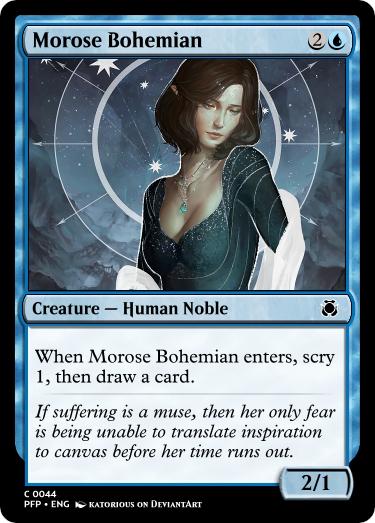 Morose Bohemian 2
Creature — Human Noble
When Morose Bohemian enters, scry
1, then draw a card.
If suffering is a muse, then her only fear
is being unable to translate inspiration
to canvas before her time runs out.
2/1
C 0044
PFP • ENG KATORIOUS ON DEVIANTART